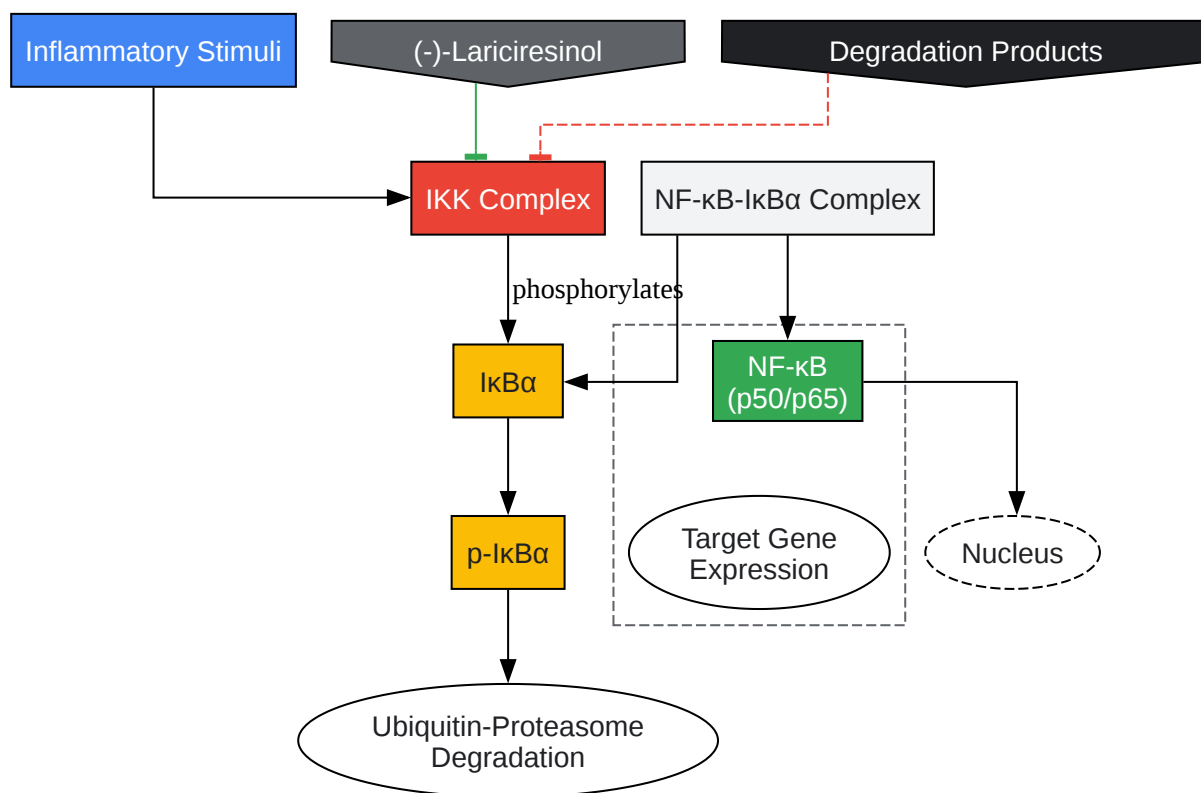 Inflammatory Stimuli
(-)-Lariciresinol
Degradation Products
IKK Complex
NF-κB-IκBα Complex
phosphorylates
IκBα
NF-κB
(p50/p65)
p-IκBα
Target Gene
Expression
Nucleus
Ubiquitin-Proteasome
Degradation